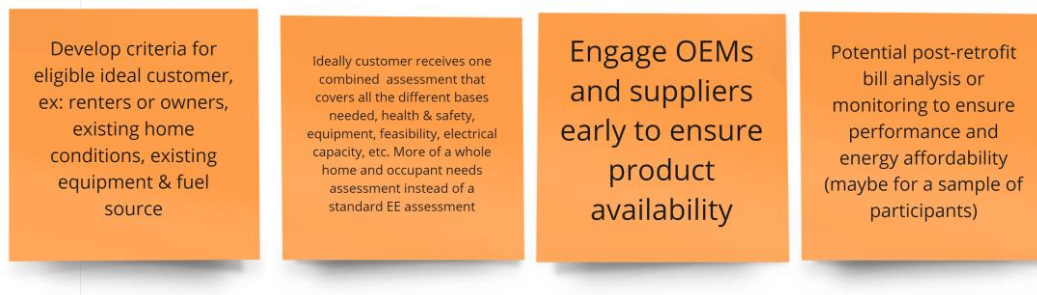 Develop criteria for
eligible ideal customer,
ex: renters or owners,
existing home
conditions, existing
equipment & fuel
source
Ideally customer receives one
combined assessment that
covers all the different bases
needed, health & safety,
equipment, feasibility, electrical
capacity, etc. More of a whole
home and occupant needs
assessment instead of a
standard EE assessment
Engage OEMs
and suppliers
early to ensure
product
availability
Potential post-retrofit
bill analysis or
monitoring to ensure
performance and
energy affordability
(maybe for a sample of
participants)